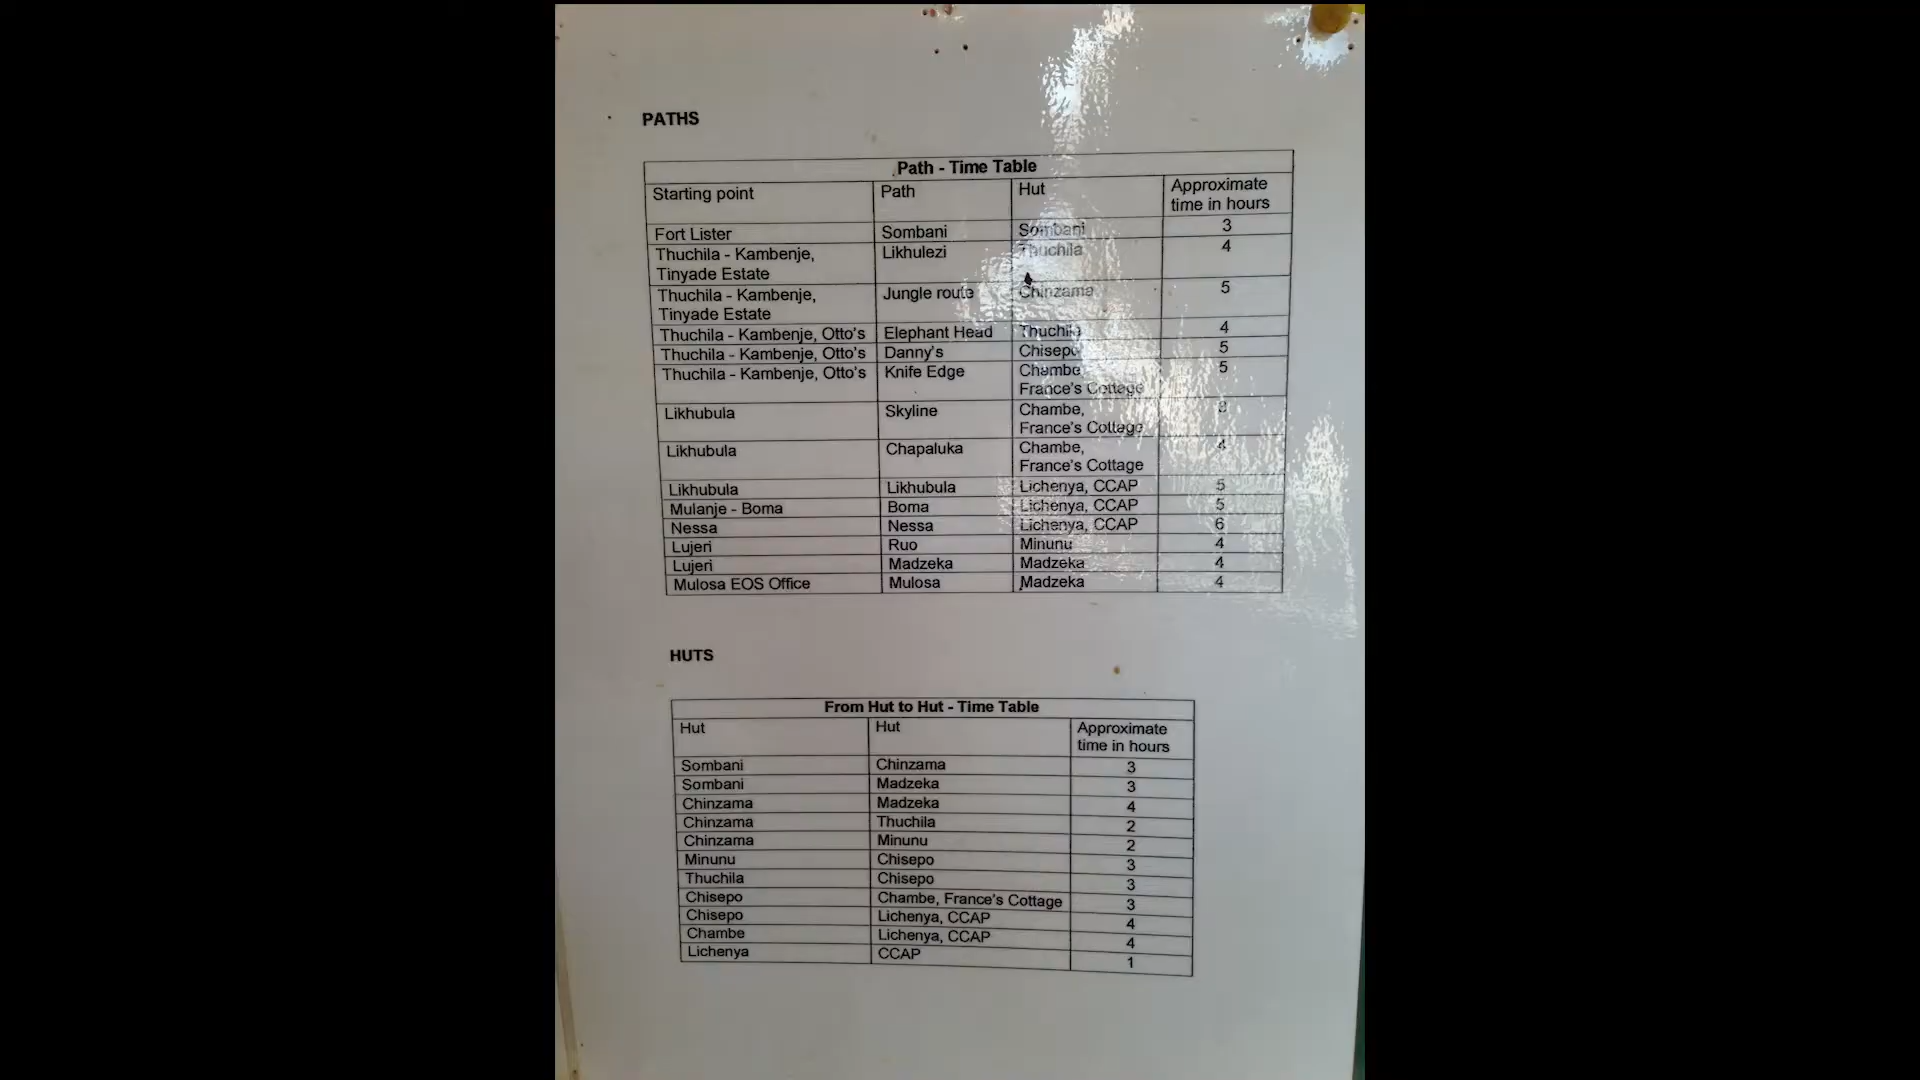 PATHS
Path - Time Table
Starting point Path Hut Approximate time in hours
Fort Lister Sombani Sombani 3
Thuchila - Kambenje, Likhulezi Thuchila 4
Tinyade Estate
Thuchila - Kambenje, Jungle route Chinzama 5
Tinyade Estate
Thuchila - Kambenje, Otto's Elephant Head Thuchila 4
Thuchila - Kambenje, Otto's Danny's Chisepo 5
Thuchila - Kambenje, Otto's Knife Edge Chambe 5
France's Cottage
Likhubula Skyline Chambe,
France's Cottage
Likhubula Chapaluka Chambe, 4
France's Cottage
Likhubula Likhubula Lichenya, CCAP 5
Mulanje - Boma Boma Lichenya, CCAP 5
Nessa Nessa Lichenya, CCAP 6
Lujeri Ruo Minunu 4
Lujeri Madzeka Madzeka 4
Mulosa EOS Office Mulosa Madzeka 4
HUTS
From Hut to Hut - Time Table
Hut Hut Approximate time in hours
Sombani Chinzama 3
Sombani Madzeka 3
Chinzama Madzeka 4
Chinzama Thuchila 2
Chinzama Minunu 2
Minunu Chisepo 3
Thuchila Chisepo 3
Chisepo Chambe, France's Cottage 3
Chisepo Lichenya, CCAP 4
Chambe Lichenya, CCAP 4
Lichenya CCAP 1